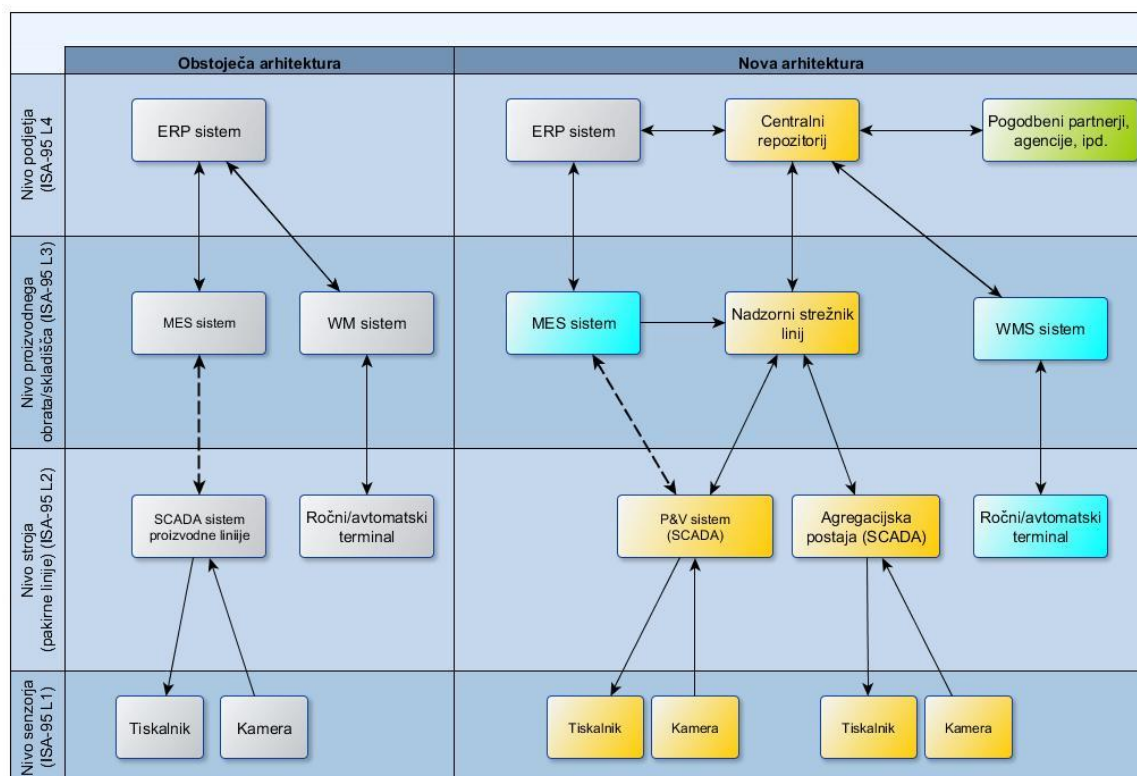 Obstoječa arhitektura
Nova arhitektura
Nivo podjetja
(ISA-95 L4
ERP sistem
ERP sistem
Centralni
repozitorij
Pogodbeni partnerji,
agencije, ipd.
Nivo proizvodnega
obrata/skladišča (ISA-95 L3)
MES sistem
WM sistem
MES sistem
Nadzorni strežnik
linij
WMS sistem
Nivo stroja
(pakirne linije) (ISA-95 L2)
SCADA sistem
proizvodne liniije
Ročni/avtomatski
terminal
P&V sistem
(SCADA)
Agregacijska
postaja (SCADA)
Ročni/avtomatski
terminal
Nivo senzorja
(ISA-95 L1)
Tiskalnik
Kamera
Tiskalnik
Kamera
Tiskalnik
Kamera